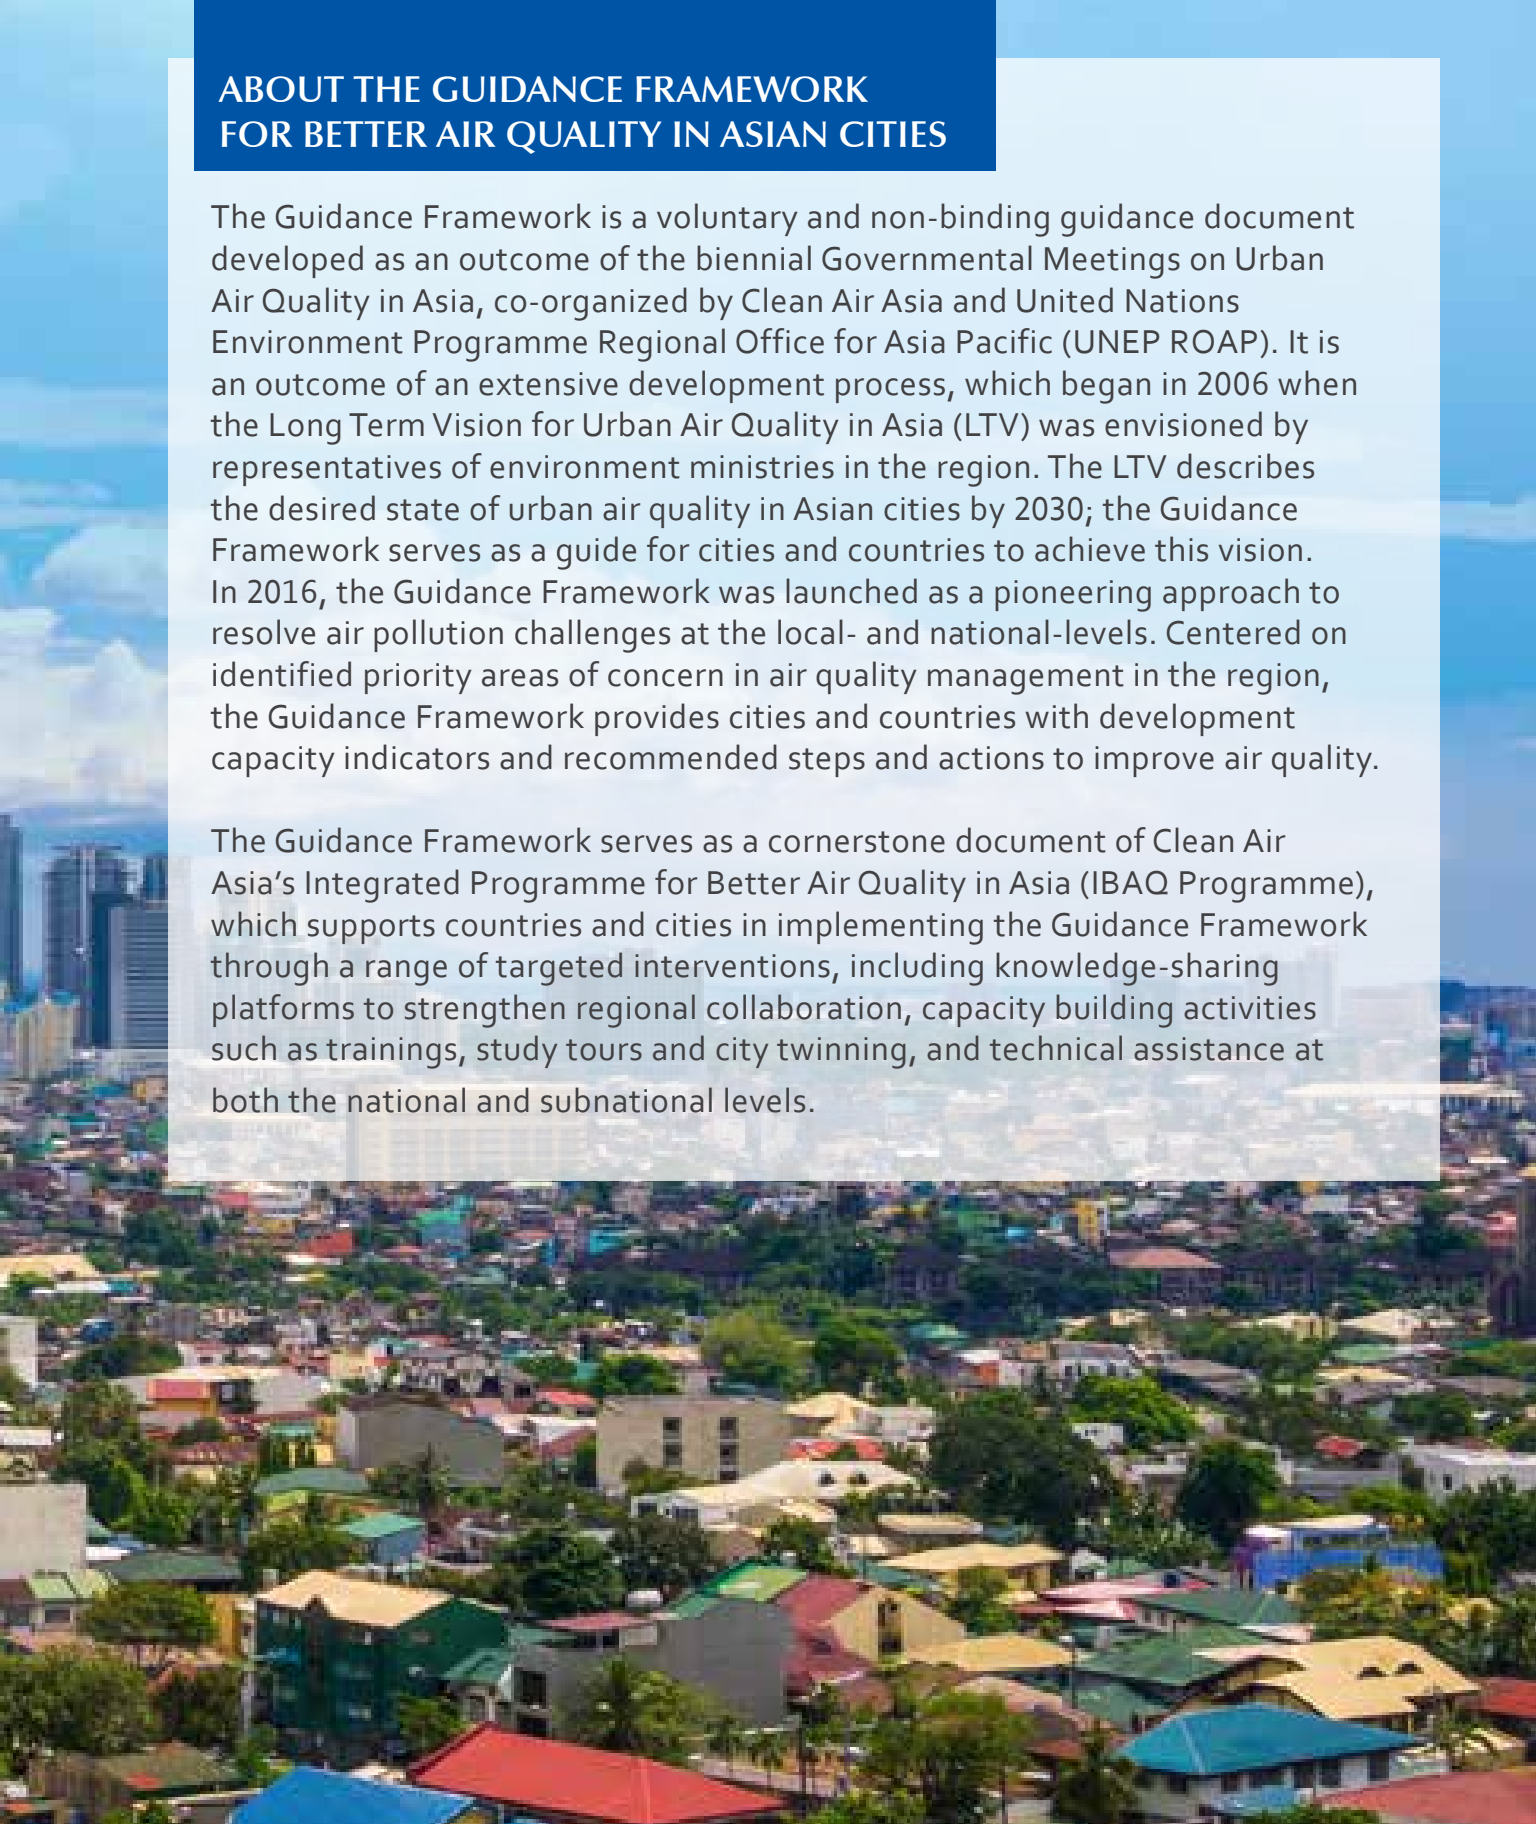 ABOUT THE GUIDANCE FRAMEWORK
FOR BETTER AIR QUALITY IN ASIAN CITIES
The Guidance Framework is a voluntary and non-binding guidance document
developed as an outcome of the biennial Governmental Meetings on Urban
Air Quality in Asia, co-organized by Clean Air Asia and United Nations
Environment Programme Regional Office for Asia Pacific (UNEP ROAP). It is
an outcome of an extensive development process, which began in 2006 when
the Long Term Vision for Urban Air Quality in Asia (LTV) was envisioned by
representatives of environment ministries in the region. The LTV describes
the desired state of urban air quality in Asian cities by 2030; the Guidance
Framework serves as a guide for cities and countries to achieve this vision.
In 2016, the Guidance Framework was launched as a pioneering approach to
resolve air pollution challenges at the local- and national-levels. Centered on
identified priority areas of concern in air quality management in the region,
the Guidance Framework provides cities and countries with development
capacity indicators and recommended steps and actions to improve air quality.
The Guidance Framework serves as a cornerstone document of Clean Air
Asia’s Integrated Programme for Better Air Quality in Asia (IBAQ Programme),
which supports countries and cities in implementing the Guidance Framework
through a range of targeted interventions, including knowledge-sharing
platforms to strengthen regional collaboration, capacity building activities
such as trainings, study tours and city twinning, and technical assistance at
both the national and subnational levels.